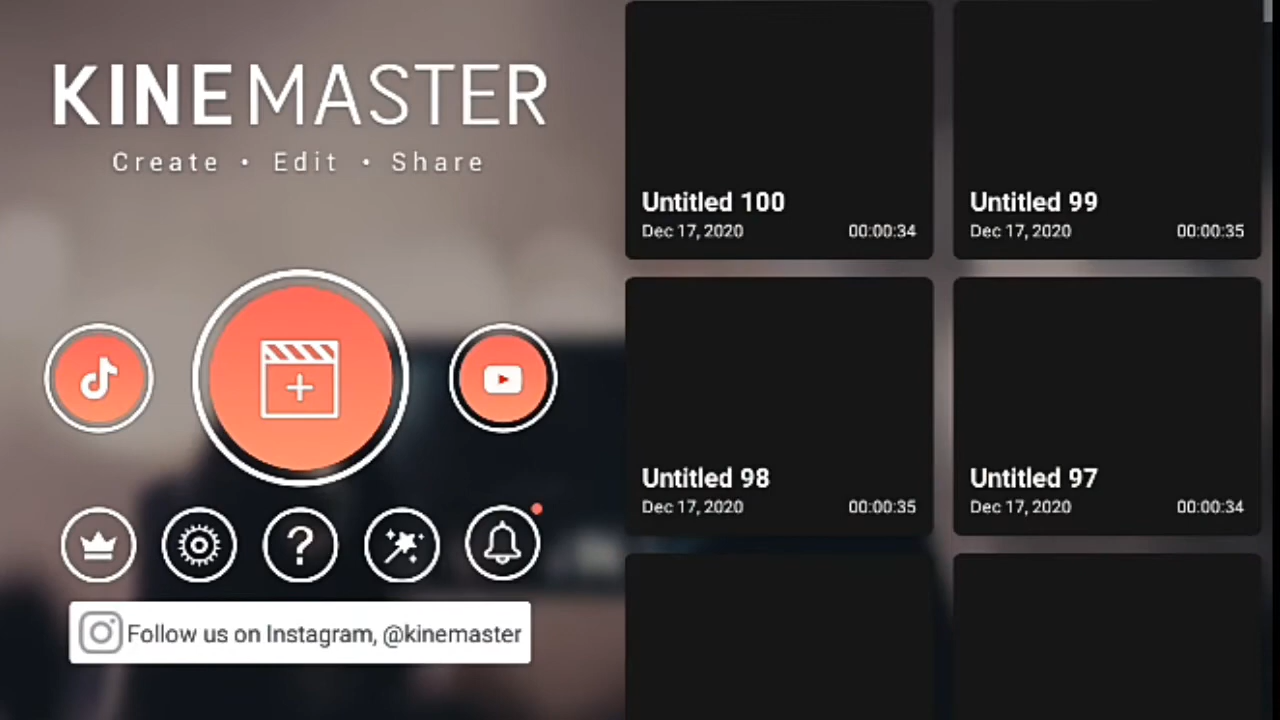 KINEMASTER
Create • Edit • Share
Follow us on Instagram, @kinemaster
Untitled 100
Dec 17, 2020 00:00:34
Untitled 99
Dec 17, 2020 00:00:35
Untitled 98
Dec 17, 2020 00:00:35
Untitled 97
Dec 17, 2020 00:00:34